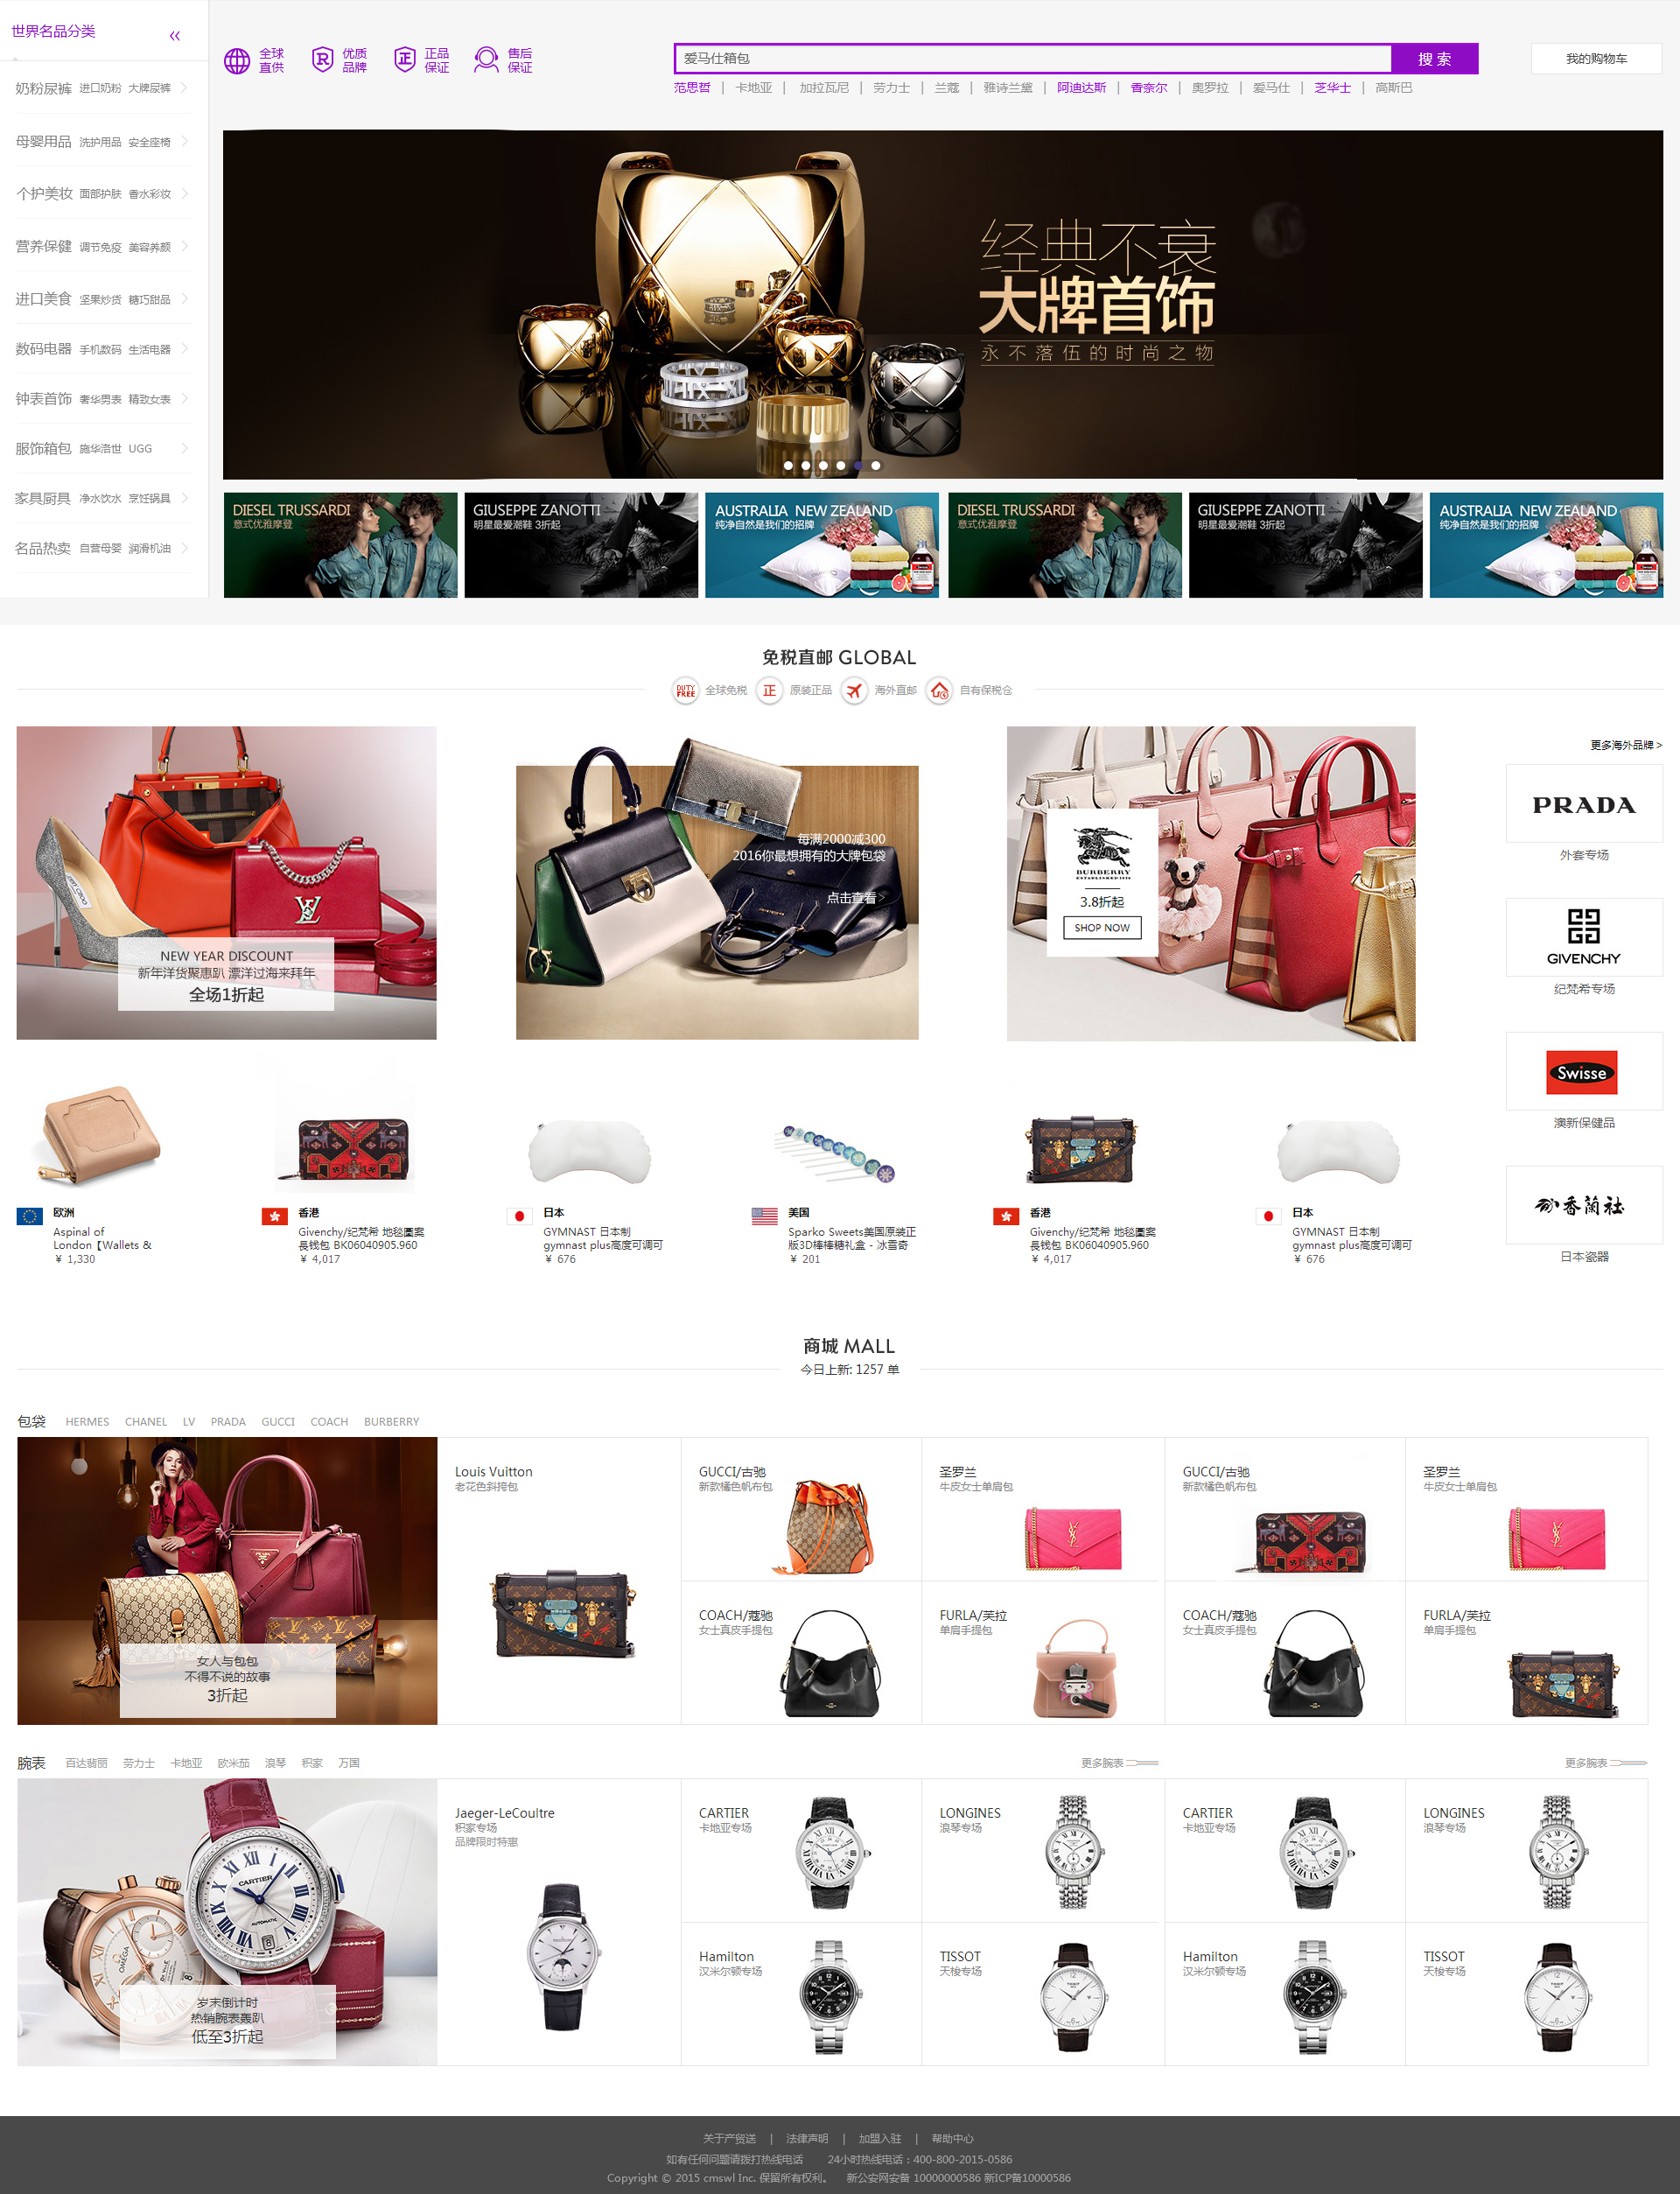 世界名品分类
奶粉尿裤 进口奶粉 大牌尿裤
母婴用品 洗护用品 安全座椅
个护美妆 面部护肤 香水彩妆
营养保健 调节免疫 美容养颜
进口美食 坚果炒货 糖巧甜品
数码电器 手机数码 生活电器
钟表首饰 奢华男表 精致女表
服饰箱包 施华洛世 UGG
家具厨具 净水饮水 烹饪锅具
名品热卖 自营母婴 润滑机油
全球直供
R 优质品牌
正 正品保证
售后保证
爱马仕箱包
搜 索
我的购物车
范思哲 | 卡地亚 | 加拉瓦尼 | 劳力士 | 兰蔻 | 雅诗兰黛 | 阿迪达斯 | 香奈尔 | 奥罗拉 | 爱马仕 | 芝华士 | 高斯巴
经典不衰
大牌首饰
永不落伍的时尚之物
DIESEL TRUSSARDI
意式优雅摩登
GIUSEPPE ZANOTTI
明星最爱潮鞋 3折起
AUSTRALIA NEW ZEALAND
纯净自然是我们的招牌
DIESEL TRUSSARDI
意式优雅摩登
GIUSEPPE ZANOTTI
明星最爱潮鞋 3折起
AUSTRALIA NEW ZEALAND
纯净自然是我们的招牌
免税直邮 GLOBAL
DUTY FREE 全球免税 正 原装正品 海外直邮 自有保税仓
JIMMY CHOO
NEW YEAR DISCOUNT
新年洋货聚惠趴 漂洋过海来拜年
全场1折起
每满2000减300
2016你最想拥有的大牌包袋
点击查看>
BURBERRY
ESTABLISHED 1856
3.8折起
SHOP NOW
更多海外品牌 >
PRADA
外套专场
GIVENCHY
纪梵希专场
Swisse
澳新保健品
香蘭社
日本瓷器
欧洲
Aspinal of
London【Wallets &
¥ 1,330
香港
Givenchy/纪梵希 地毯圖案
長钱包 BK06040905.960
¥ 4,017
日本
GYMNAST 日本制
gymnast plus高度可调可
¥ 676
美国
Sparko Sweets美国原装正
版3D棒棒糖礼盒 - 冰雪奇
¥ 201
香港
Givenchy/纪梵希 地毯圖案
長钱包 BK06040905.960
¥ 4,017
日本
GYMNAST 日本制
gymnast plus高度可调可
¥ 676
商城 MALL
今日上新: 1257 单
包袋 HERMES CHANEL LV PRADA GUCCI COACH BURBERRY
女人与包包
不得不说的故事
3折起
Louis Vuitton
老花色斜挎包
GUCCI/古驰
新款橘色帆布包
圣罗兰
牛皮女士单肩包
GUCCI/古驰
新款橘色帆布包
圣罗兰
牛皮女士单肩包
COACH/蔻驰
女士真皮手提包
FURLA/芙拉
单肩手提包
COACH/蔻驰
女士真皮手提包
FURLA/芙拉
单肩手提包
腕表 百达翡丽 劳力士 卡地亚 欧米茄 浪琴 积家 万国
更多腕表
更多腕表
CARTIER
AUTOMATIC
OMEGA
岁末倒计时
热销腕表轰趴
低至3折起
Jaeger-LeCoultre
积家专场
品牌限时特惠
CARTIER
卡地亚专场
LONGINES
浪琴专场
CARTIER
卡地亚专场
LONGINES
浪琴专场
Hamilton
汉米尔顿专场
TISSOT
天梭专场
Hamilton
汉米尔顿专场
TISSOT
天梭专场
关于产贸送 | 法律声明 | 加盟入驻 | 帮助中心
如有任何问题请拨打热线电话 24小时热线电话：400-800-2015-0586
Copyright © 2015 cmswl Inc. 保留所有权利。 新公安网安备 10000000586 新ICP备10000586